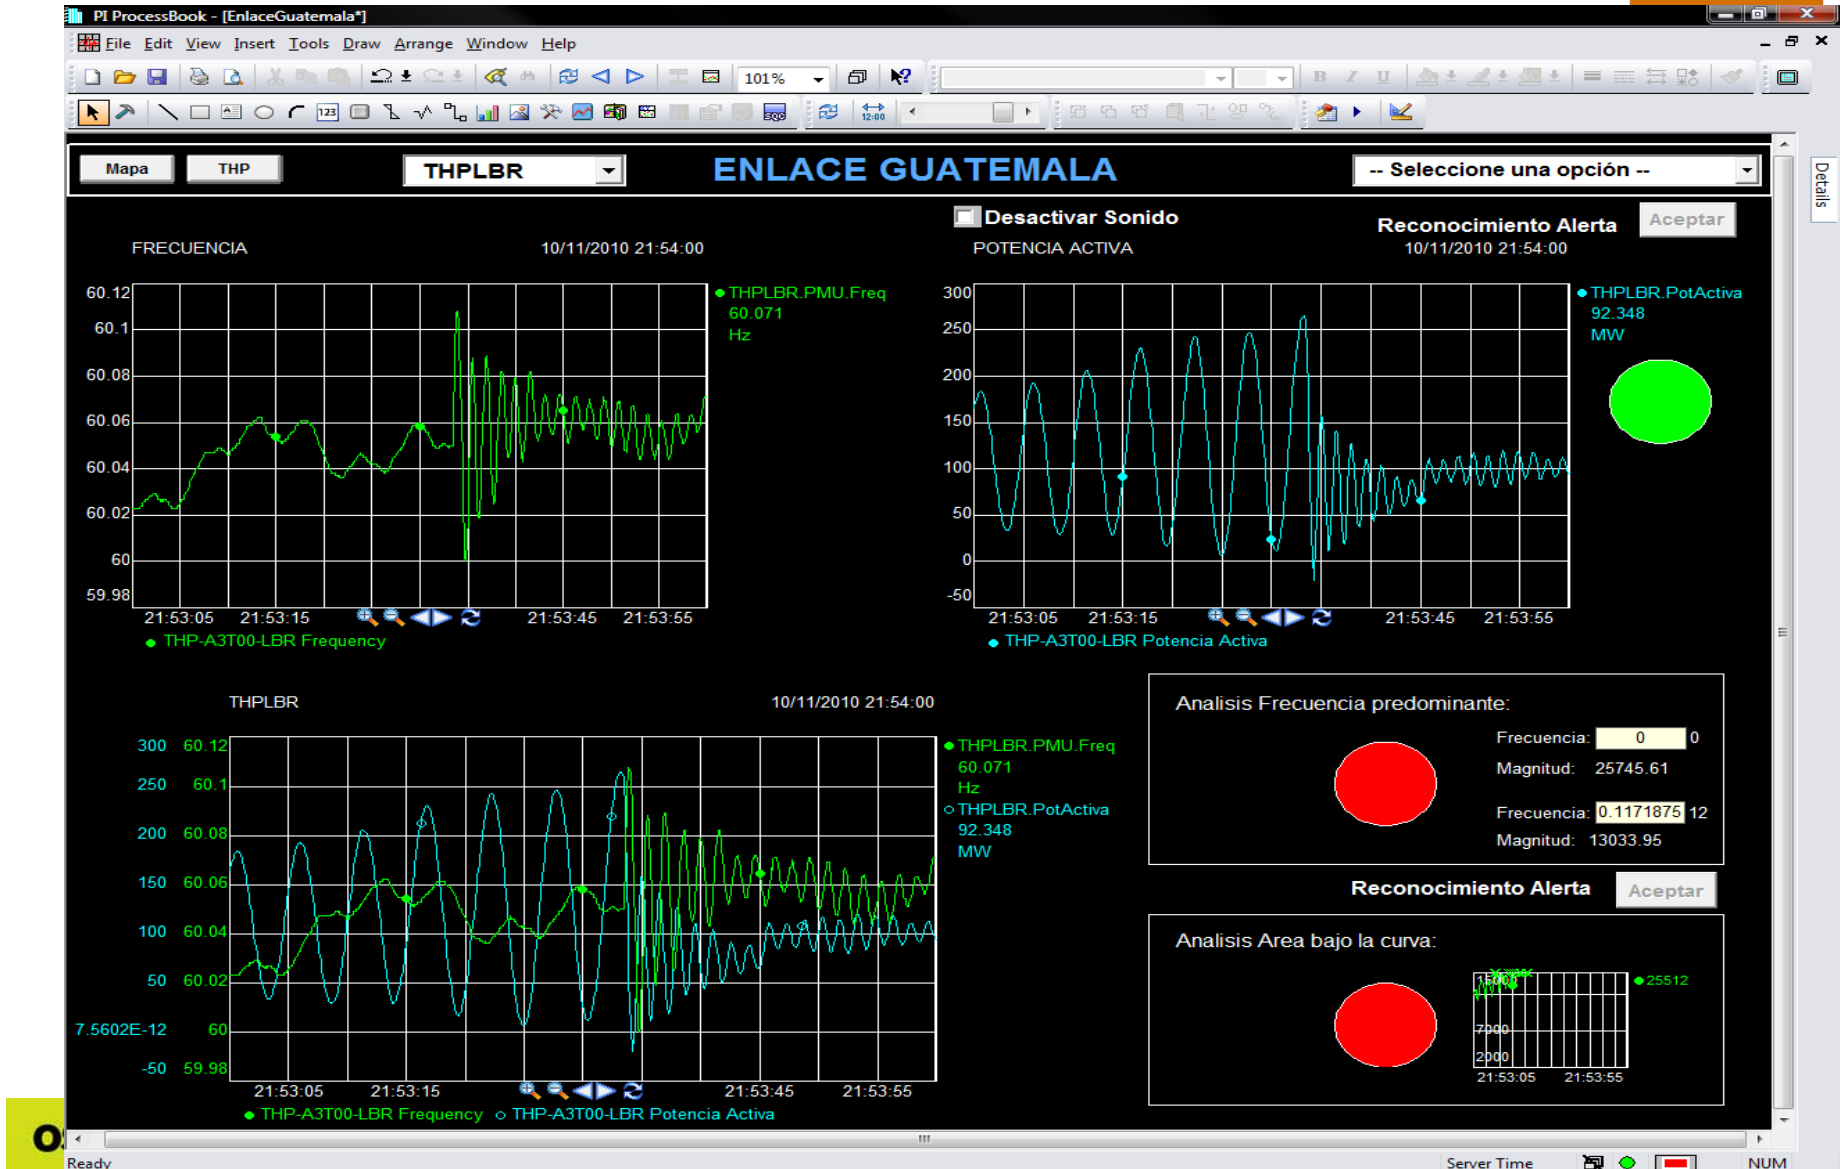 PI ProcessBook - [EnlaceGuatemala*]
File Edit View Insert Tools Draw Arrange Window Help
101%
B I U
123
12:00
SQC
Mapa THP THPLBR ENLACE GUATEMALA -- Seleccione una opción --
Details
Desactivar Sonido Reconocimiento Alerta Aceptar
FRECUENCIA 10/11/2010 21:54:00
60.12
60.1
60.08
60.06
60.04
60.02
60
59.98
THPLBR.PMU.Freq
60.071
Hz
21:53:05 21:53:15 21:53:45 21:53:55
THP-A3T00-LBR Frequency
POTENCIA ACTIVA 10/11/2010 21:54:00
300
250
200
150
100
50
0
-50
THPLBR.PotActiva
92.348
MW
21:53:05 21:53:15 21:53:45 21:53:55
THP-A3T00-LBR Potencia Activa
THPLBR 10/11/2010 21:54:00
300 60.12
250 60.1
200 60.08
150 60.06
100 60.04
50 60.02
7.5602E-12 60
-50 59.98
THPLBR.PMU.Freq
60.071
Hz
THPLBR.PotActiva
92.348
MW
21:53:05 21:53:15 21:53:45 21:53:55
THP-A3T00-LBR Frequency THP-A3T00-LBR Potencia Activa
Analisis Frecuencia predominante:
Frecuencia: 0 0
Magnitud: 25745.61
Frecuencia: 0.1171875 12
Magnitud: 13033.95
Reconocimiento Alerta Aceptar
Analisis Area bajo la curva:
15000
7000
2000
25512
21:53:05 21:53:55
Ready Server Time NUM